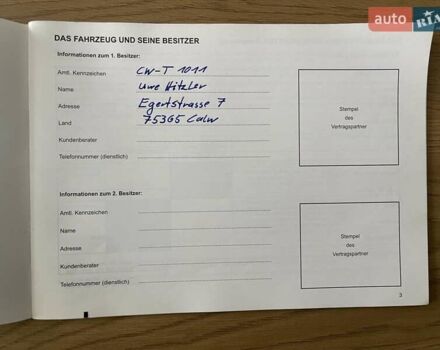 auto RIA
DAS FAHRZEUG UND SEINE BESITZER
Informationen zum 1. Besitzer:
Amtl. Kennzeichen CW-T 1011
Name Uwe Hitzler
Adresse Egertstrasse 7
Land 75365 Calw
Kundenberater
Telefonnummer (dienstlich)
Stempel
des
Vertragspartner
Informationen zum 2. Besitzer:
Amtl. Kennzeichen
Name
Adresse
Kundenberater
Telefonnummer (dienstlich)
Stempel
des
Vertragspartner
3